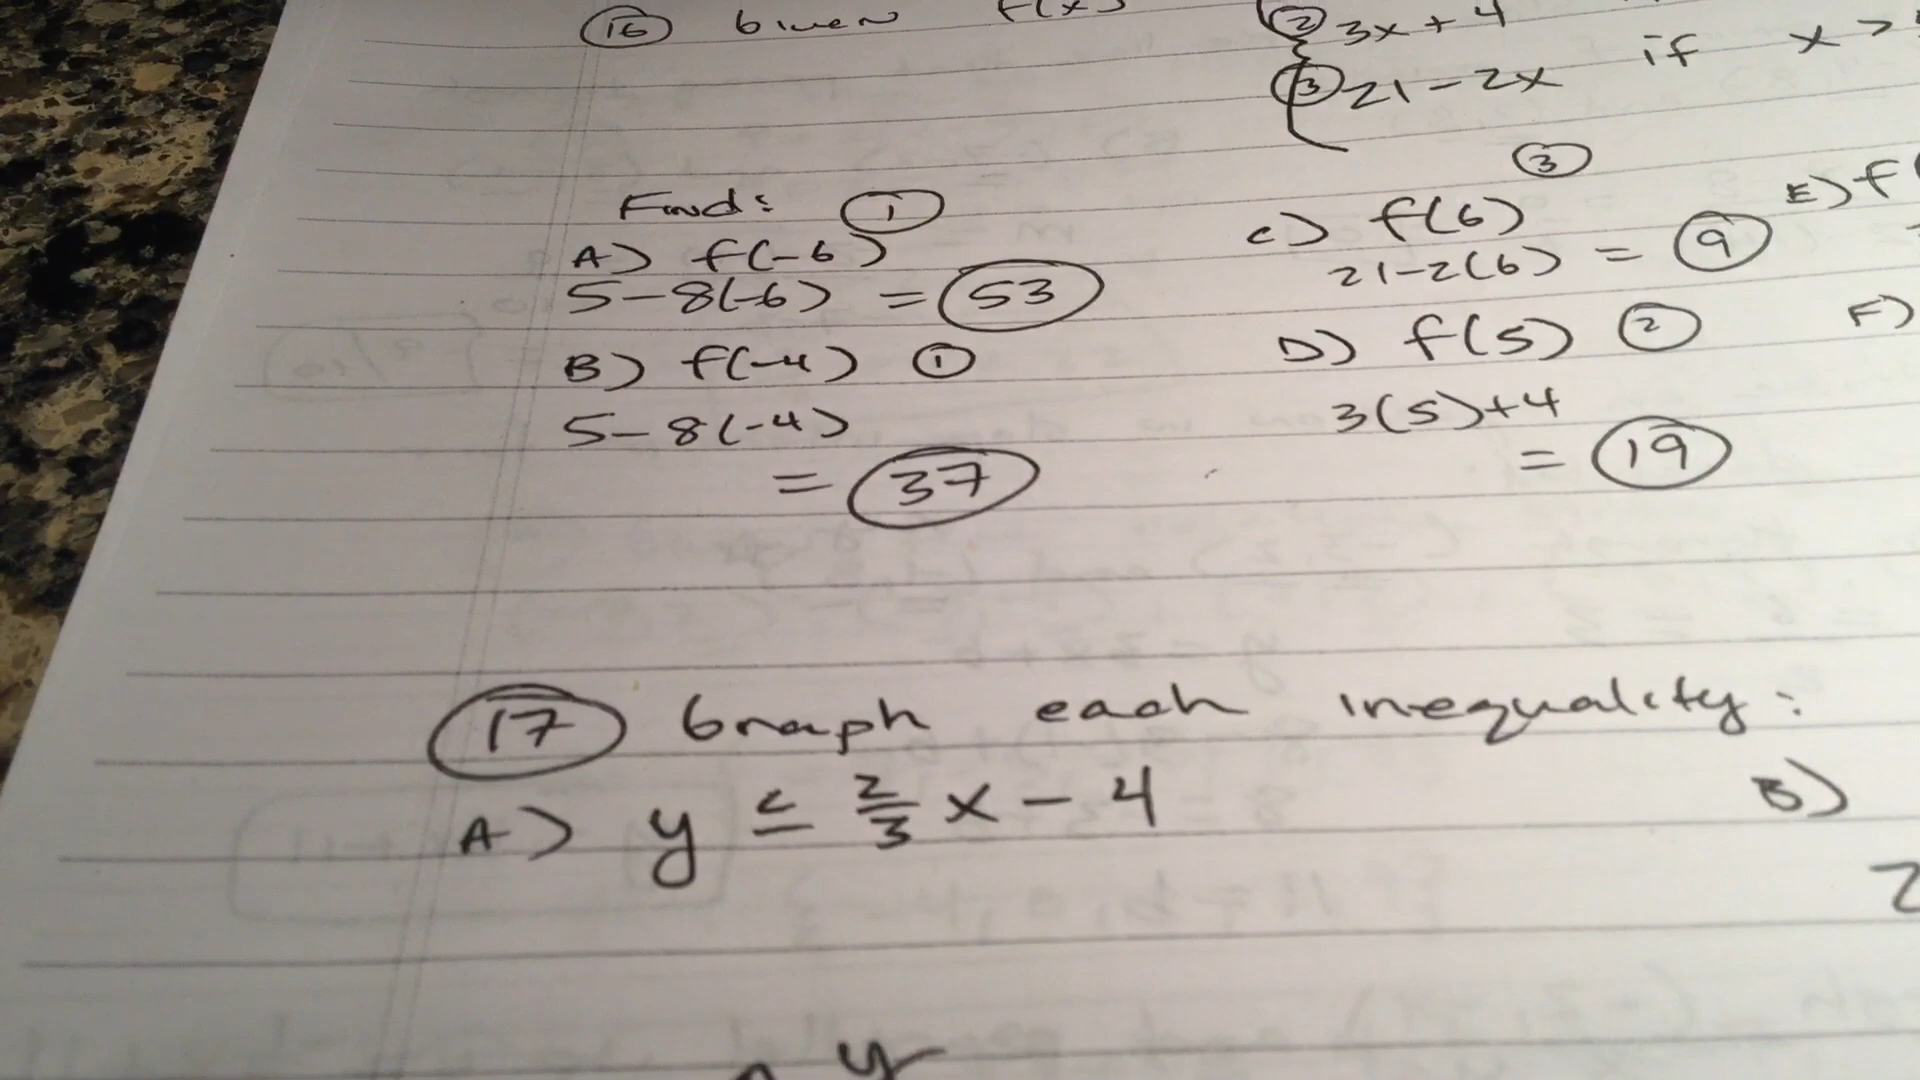 16 Given f(x)
② 3x + 4
③ 21 - 2x if x >
Find: ①
A) f(-6)
5 - 8(-6) = 53
B) f(-4) ①
5 - 8(-4)
= 37
③
C) f(6)
21 - 2(6) = 9
D) f(5) ②
3(5) + 4
= 19
E) f(
F)
17 Graph each inequality:
A) y ≤ 2/3 x - 4
B)
2
y